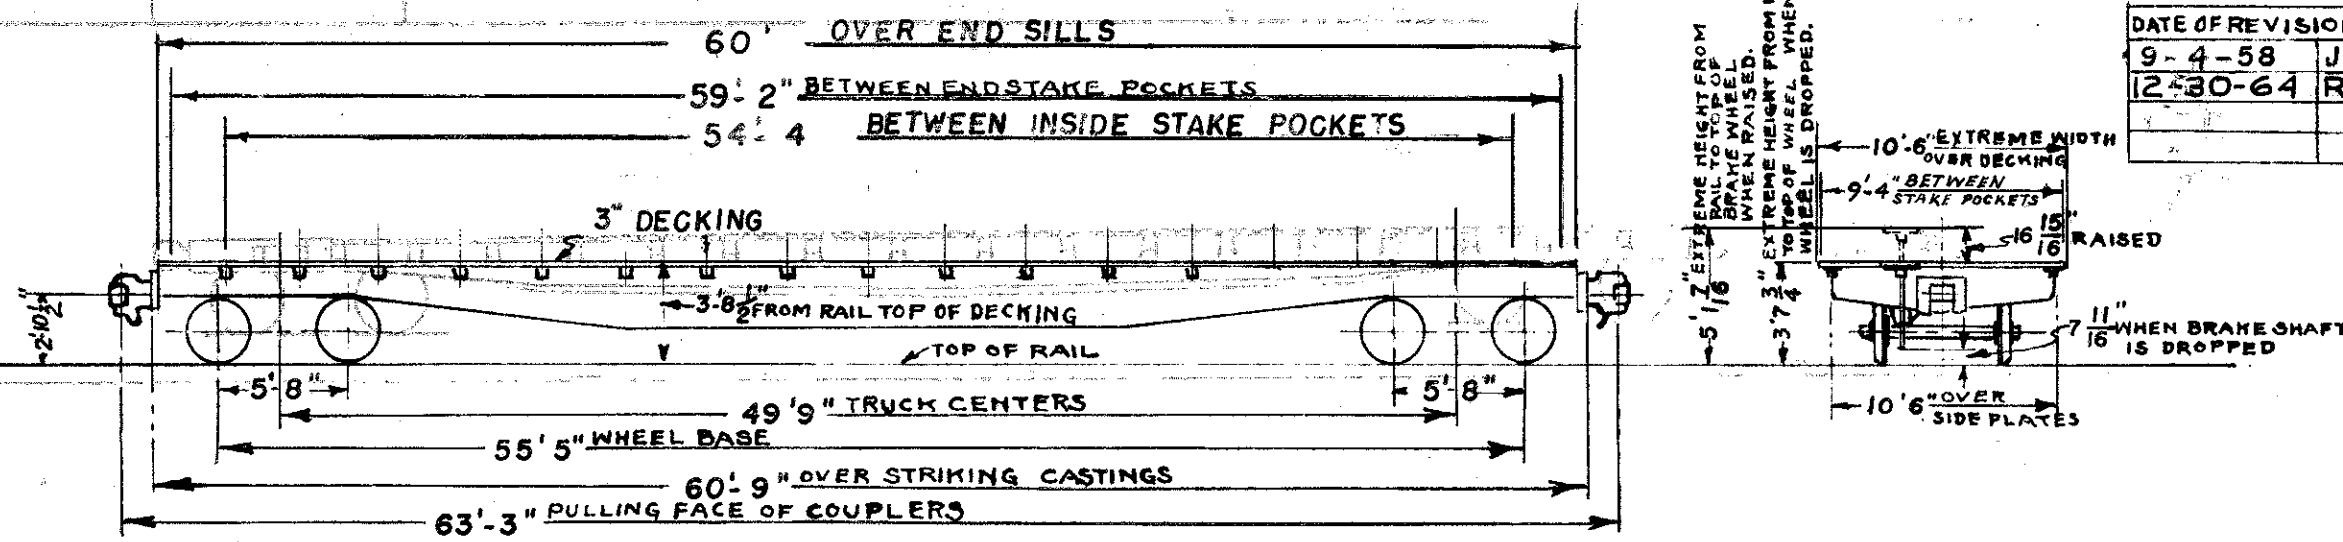 60' OVER END SILLS
59'-2" BETWEEN END STAKE POCKETS
54'-4 BETWEEN INSIDE STAKE POCKETS
3" DECKING
3-8 1/2" FROM RAIL TOP OF DECKING
TOP OF RAIL
2'-10 1/2"
5'-8"
5'-8"
49'9" TRUCK CENTERS
55'5" WHEEL BASE
60'-9" OVER STRIKING CASTINGS
63'-3" PULLING FACE OF COUPLERS
5' 1 7/16" EXTREME HEIGHT FROM
RAIL TO TOP OF
BRAKE WHEEL
WHEN RAISED.
3'7 3/4" EXTREME HEIGHT FROM
TO TOP OF WHEEL WHEN
WHEEL IS DROPPED.
10'-6" EXTREME WIDTH
OVER DECKING
9'-4" BETWEEN
STAKE POCKETS
16 15/16" RAISED
7 11/16" WHEN BRAKE SHAFT
IS DROPPED
10'6" OVER
SIDE PLATES
DATE OF REVISION
9-4-58 J
12-30-64 R